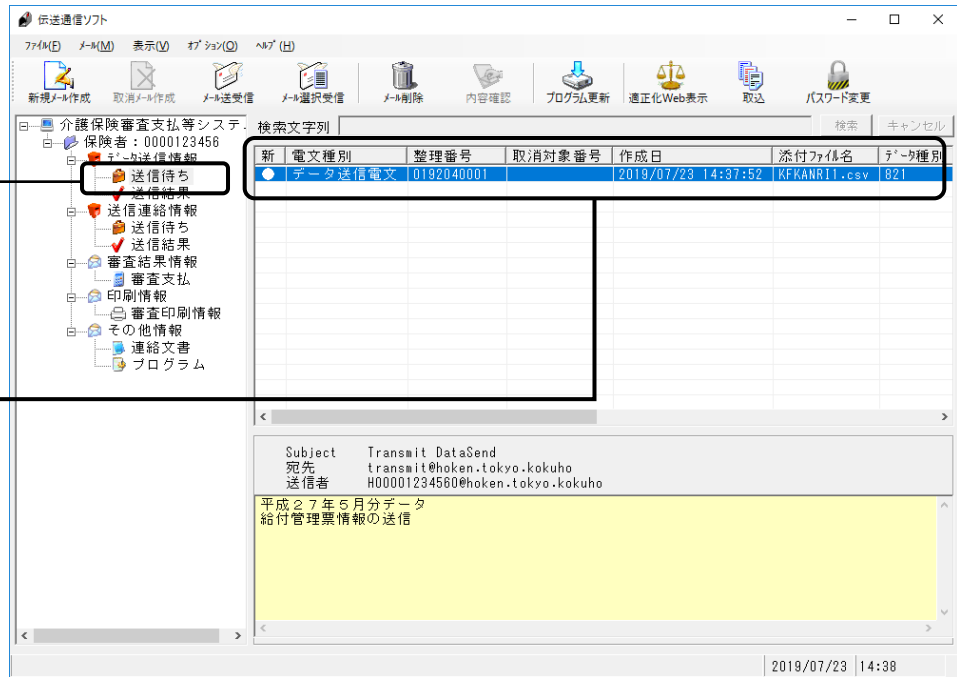 伝送通信ソフト
ﾌｧｲﾙ(F) ﾒｰﾙ(M) 表示(V) ｵﾌﾟｼｮﾝ(O) ﾍﾙﾌﾟ(H)
新規ﾒｰﾙ作成 取消ﾒｰﾙ作成 ﾒｰﾙ送受信 ﾒｰﾙ選択受信 ﾒｰﾙ削除 内容確認 ﾌﾟﾛｸﾞﾗﾑ更新 適正化Web表示 取込 ﾊﾟｽﾜｰﾄﾞ変更
介護保険審査支払等システ
保険者：0000123456
ﾃﾞｰﾀ送信情報
送信待ち
送信結果
送信連絡情報
送信待ち
送信結果
審査結果情報
審査支払
印刷情報
審査印刷情報
その他情報
連絡文書
プログラム
検索文字列 検索 キャンセル
新 電文種別 整理番号 取消対象番号 作成日 添付ﾌｧｲﾙ名 ﾃﾞｰﾀ種別
● データ送信電文 0192040001 2019/07/23 14:37:52 KFKANRI1.csv 821
Subject Transmit DataSend
宛先 transmit@hoken.tokyo.kokuho
送信者 H00001234560@hoken.tokyo.kokuho
平成２７年５月分データ
給付管理票情報の送信
2019/07/23 14:38